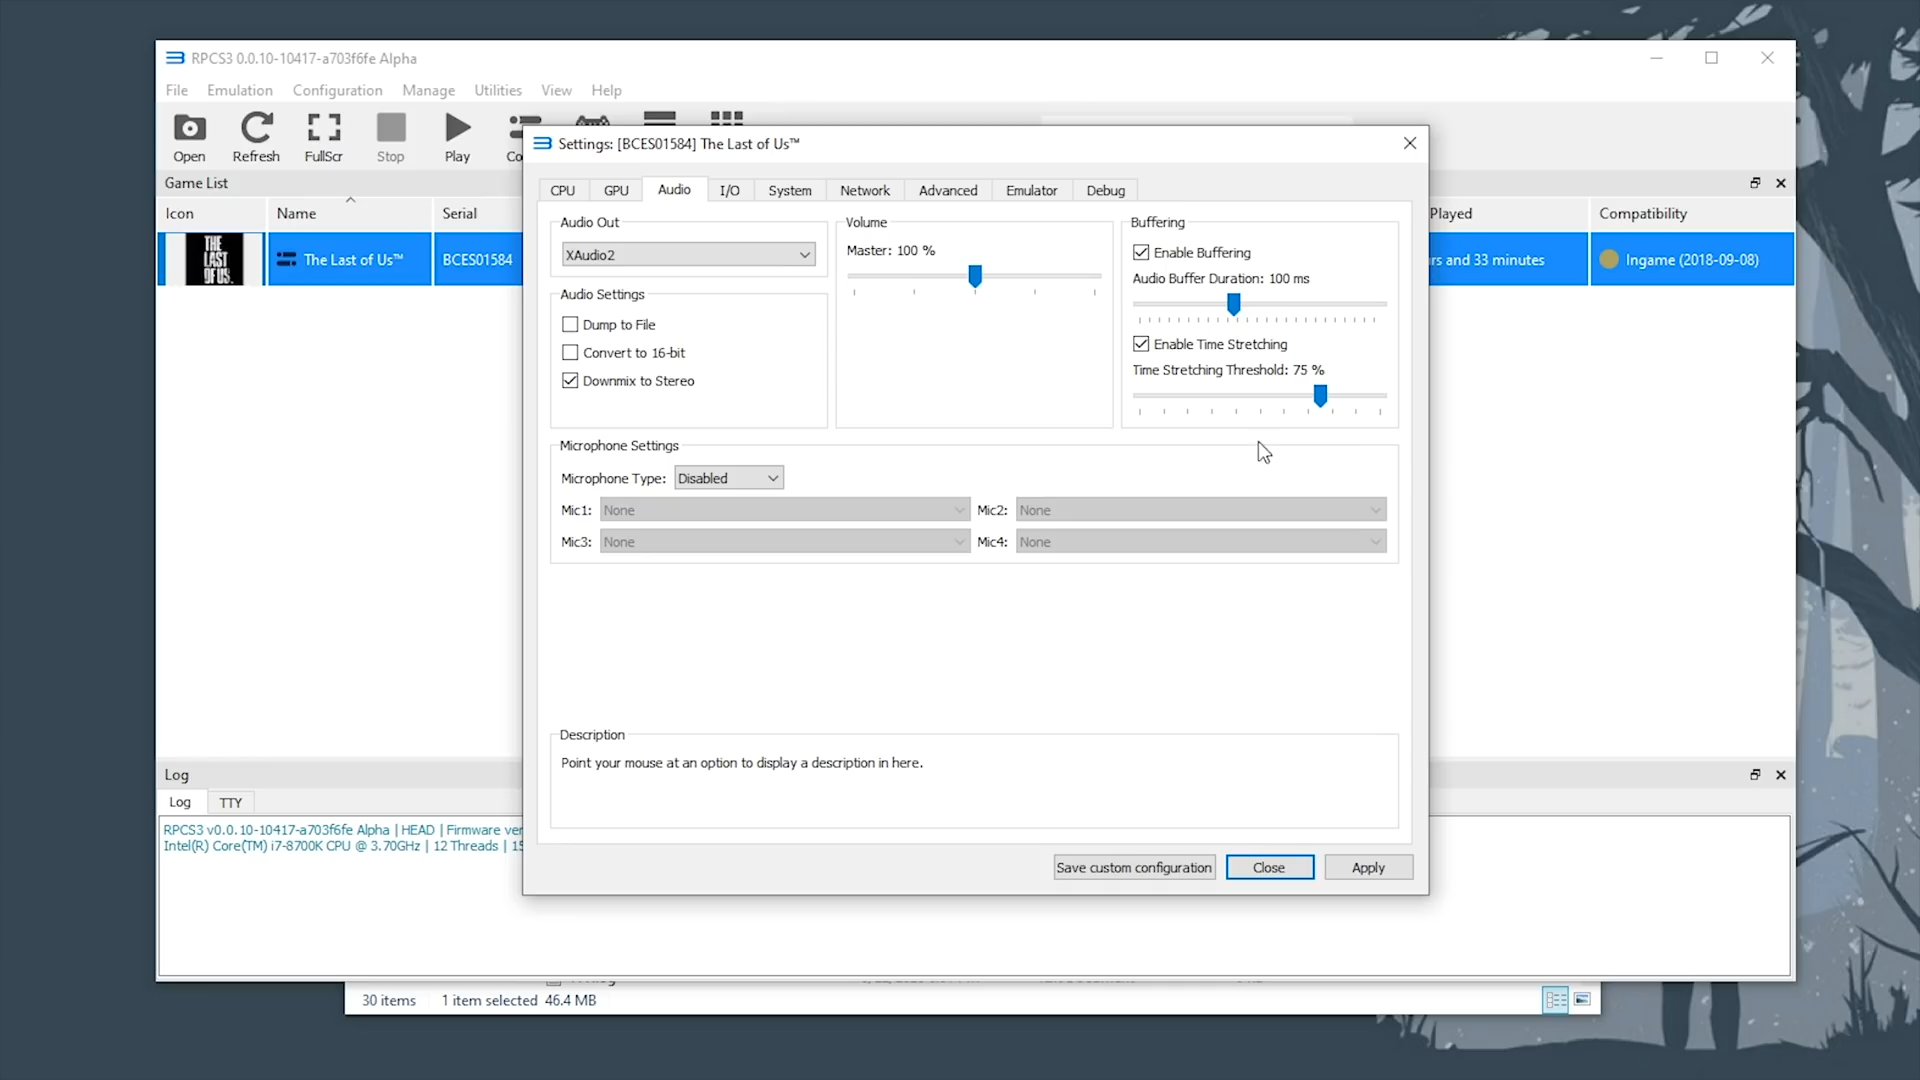 RPCS3 0.0.10-10417-a703f6fe Alpha
File Emulation Configuration Manage Utilities View Help
Open Refresh FullScr Stop Play
Game List
Icon Name Serial Played Compatibility
THE LAST OF US. The Last of Us™ BCES01584 and 33 minutes Ingame (2018-09-08)
Settings: [BCES01584] The Last of Us™
CPU GPU Audio I/O System Network Advanced Emulator Debug
Audio Out
XAudio2
Audio Settings
Dump to File
Convert to 16-bit
Downmix to Stereo
Volume
Master: 100 %
Buffering
Enable Buffering
Audio Buffer Duration: 100 ms
Enable Time Stretching
Time Stretching Threshold: 75 %
Microphone Settings
Microphone Type: Disabled
Mic1: None Mic2: None
Mic3: None Mic4: None
Description
Point your mouse at an option to display a description in here.
Save custom configuration Close Apply
Log
Log TTY
RPCS3 v0.0.10-10417-a703f6fe Alpha | HEAD | Firmware
Intel(R) Core(TM) i7-8700K CPU @ 3.70GHz | 12 Threads |
30 items 1 item selected 46.4 MB